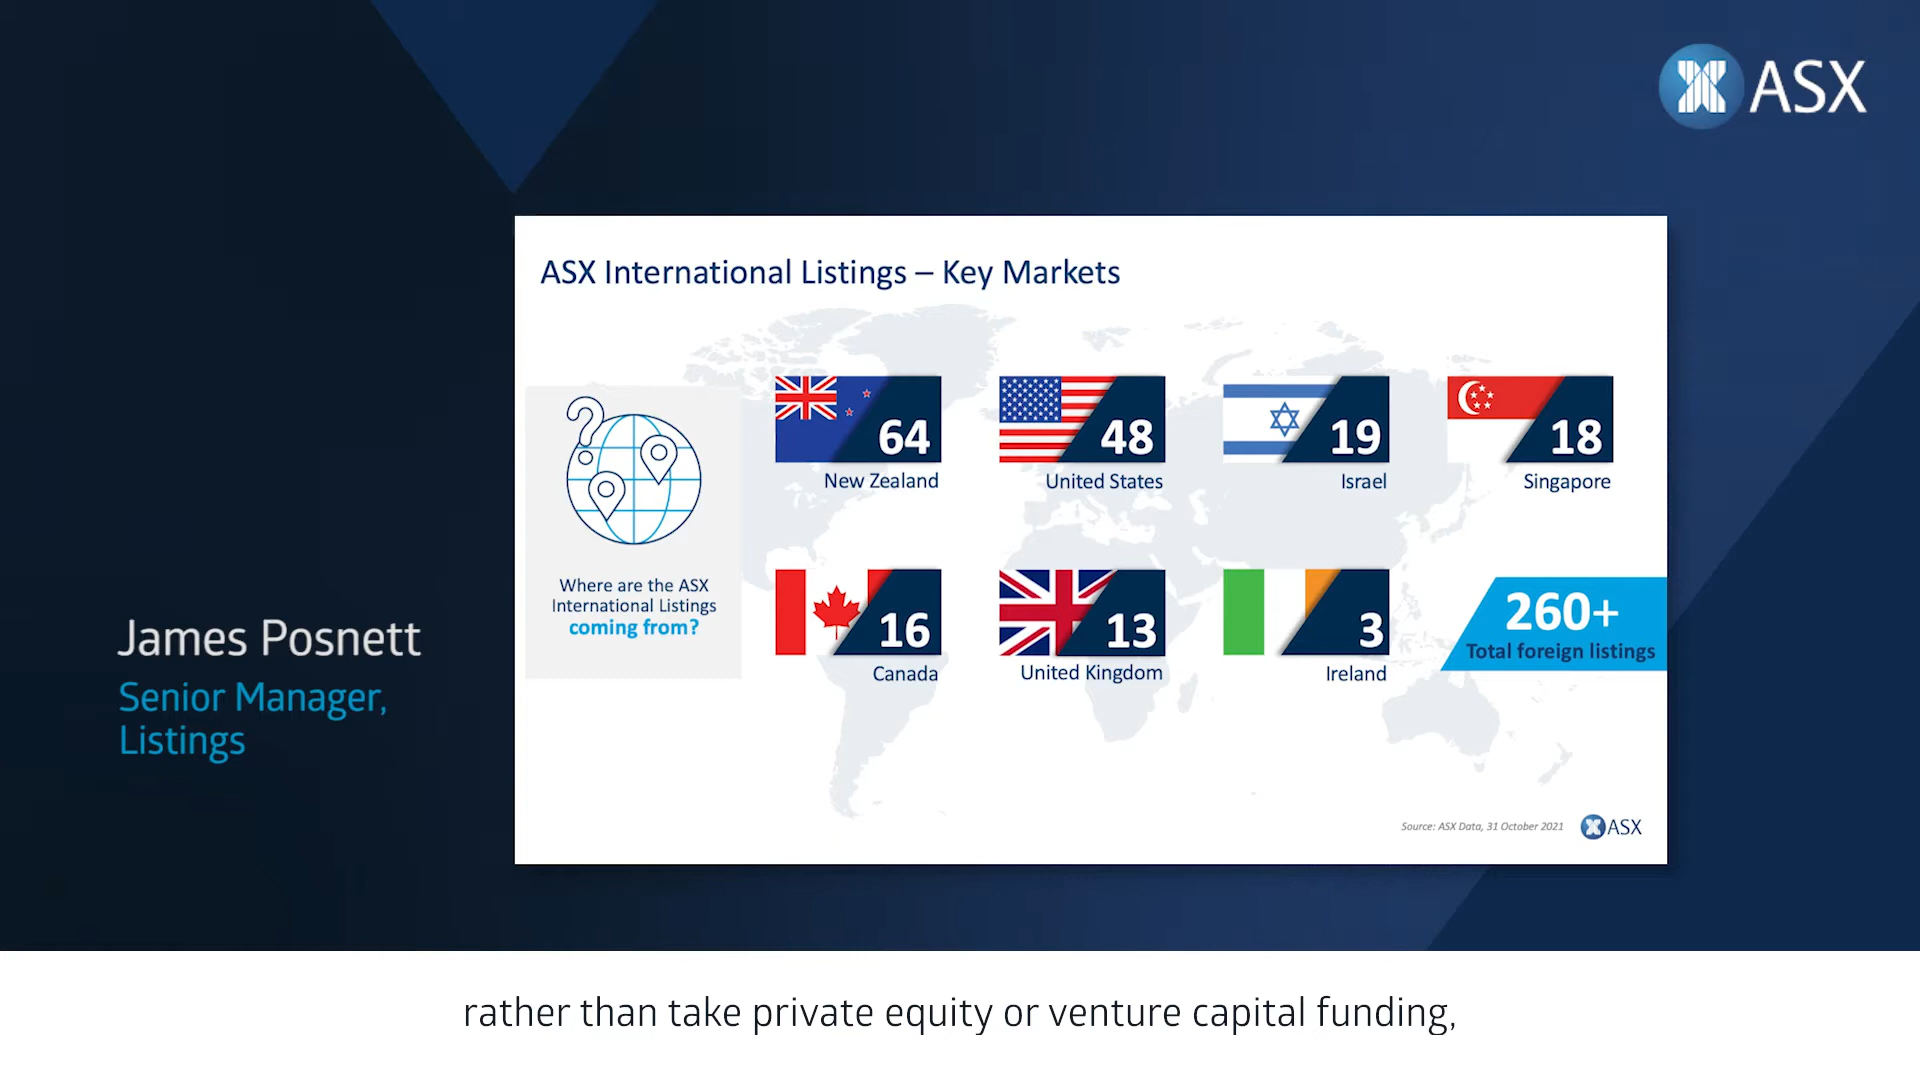 ASX
ASX International Listings – Key Markets
Where are the ASX
International Listings
coming from?
64
New Zealand
48
United States
19
Israel
18
Singapore
16
Canada
13
United Kingdom
3
Ireland
260+
Total foreign listings
Source: ASX Data, 31 October 2021
ASX
James Posnett
Senior Manager,
Listings
rather than take private equity or venture capital funding,